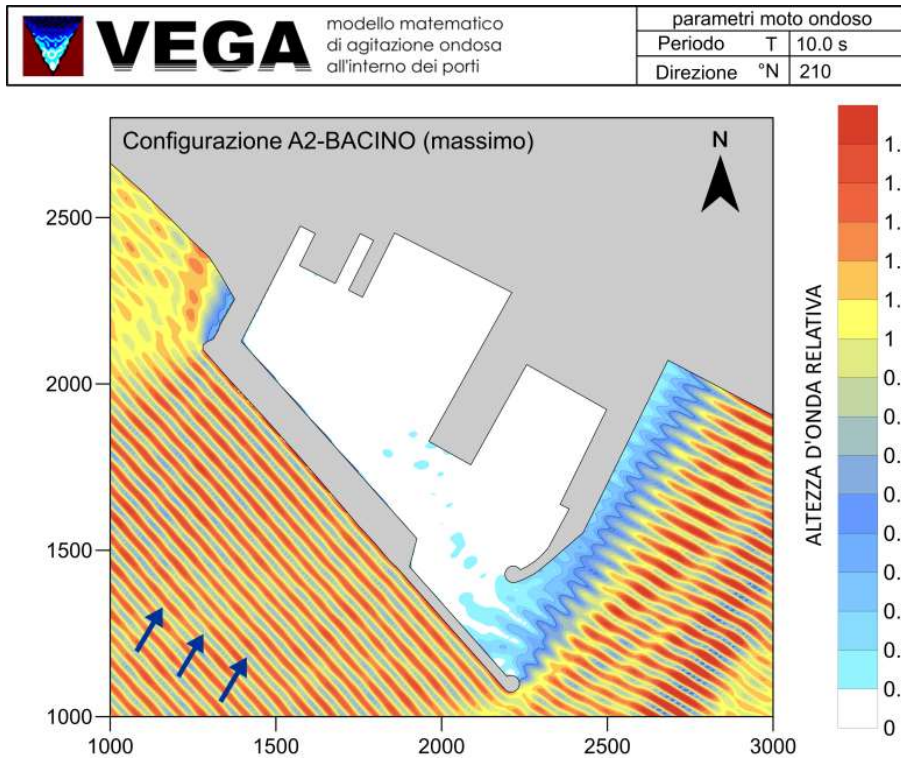 VEGA
modello matematico
di agitazione ondosa
all'interno dei porti
parametri moto ondoso
Periodo T 10.0 s
Direzione °N 210
Configurazione A2-BACINO (massimo)
N
2500
2000
1500
1000
1000 1500 2000 2500 3000
ALTEZZA D'ONDA RELATIVA
1.
1.
1.
1.
1.
1
0.
0.
0.
0.
0.
0.
0.
0.
0